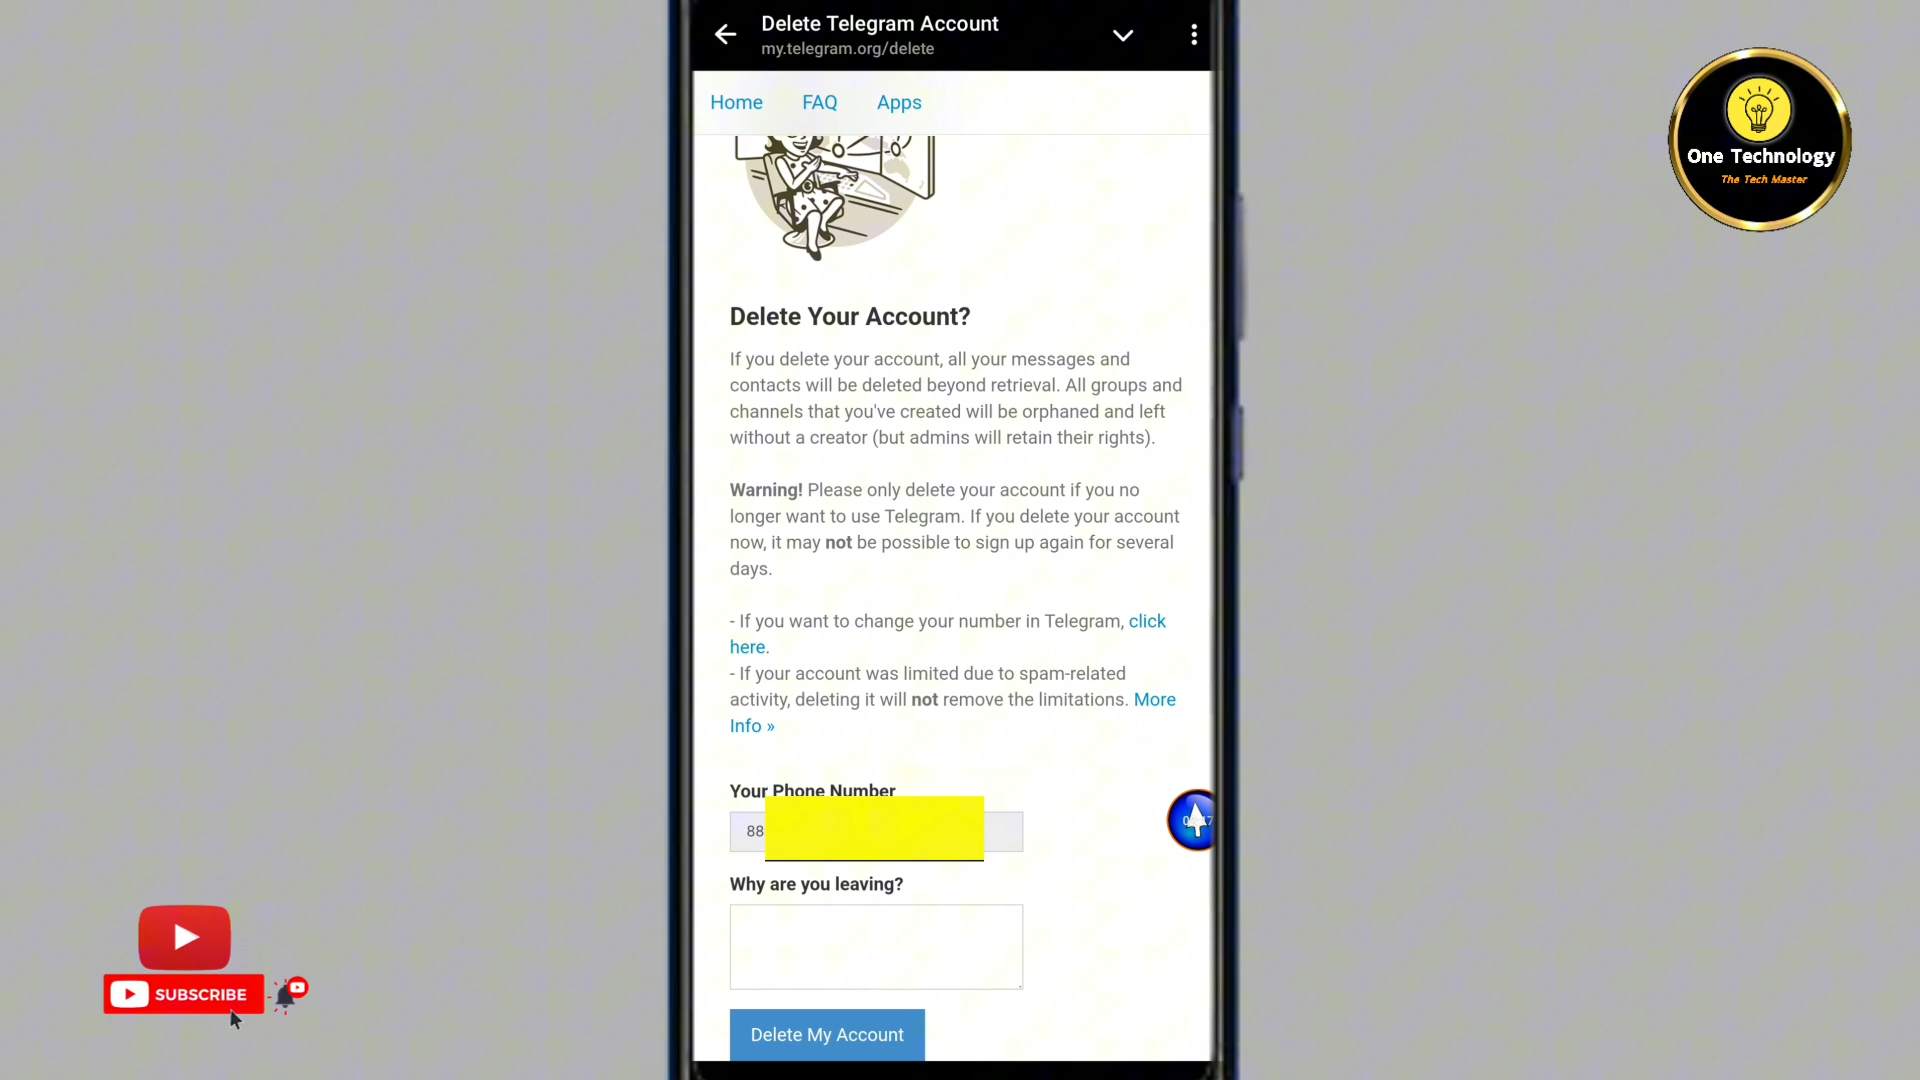 Delete Telegram Account
my.telegram.org/delete
Home FAQ Apps
One Technology
The Tech Master
Delete Your Account?
If you delete your account, all your messages and
contacts will be deleted beyond retrieval. All groups and
channels that you've created will be orphaned and left
without a creator (but admins will retain their rights).
Warning! Please only delete your account if you no
longer want to use Telegram. If you delete your account
now, it may not be possible to sign up again for several
days.
- If you want to change your number in Telegram, click
here.
- If your account was limited due to spam-related
activity, deleting it will not remove the limitations. More
Info »
Your Phone Number
88
Why are you leaving?
SUBSCRIBE
Delete My Account